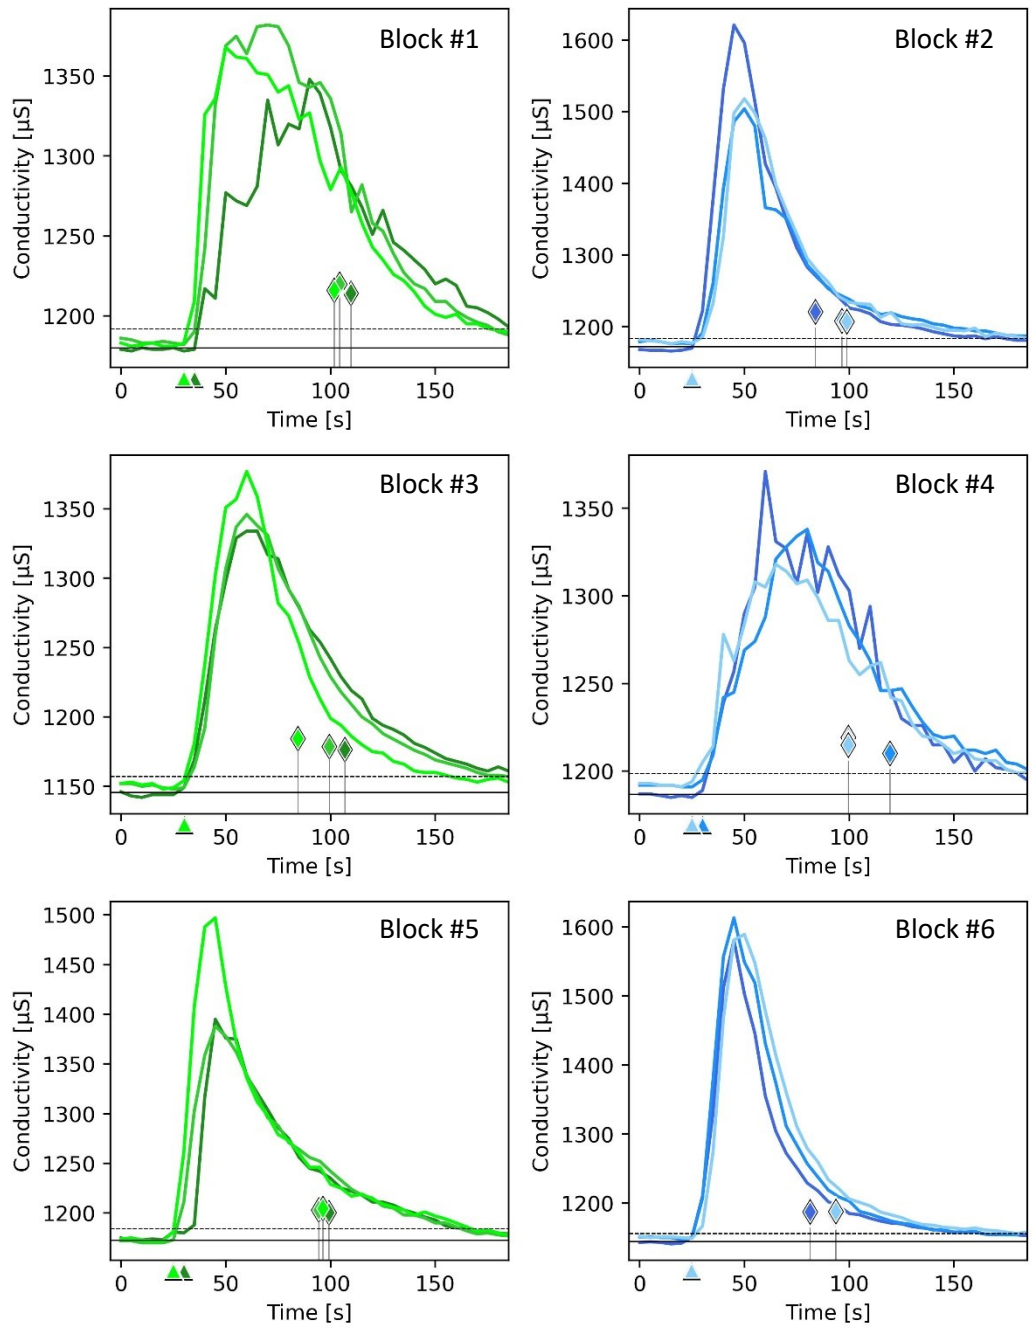 Block #1
Conductivity [µS]
1350
1300
1250
1200
0 50 100 150
Time [s]
Block #2
Conductivity [µS]
1600
1500
1400
1300
1200
0 50 100 150
Time [s]
Block #3
Conductivity [µS]
1350
1300
1250
1200
1150
0 50 100 150
Time [s]
Block #4
Conductivity [µS]
1350
1300
1250
1200
0 50 100 150
Time [s]
Block #5
Conductivity [µS]
1500
1450
1400
1350
1300
1250
1200
0 50 100 150
Time [s]
Block #6
Conductivity [µS]
1600
1500
1400
1300
1200
0 50 100 150
Time [s]